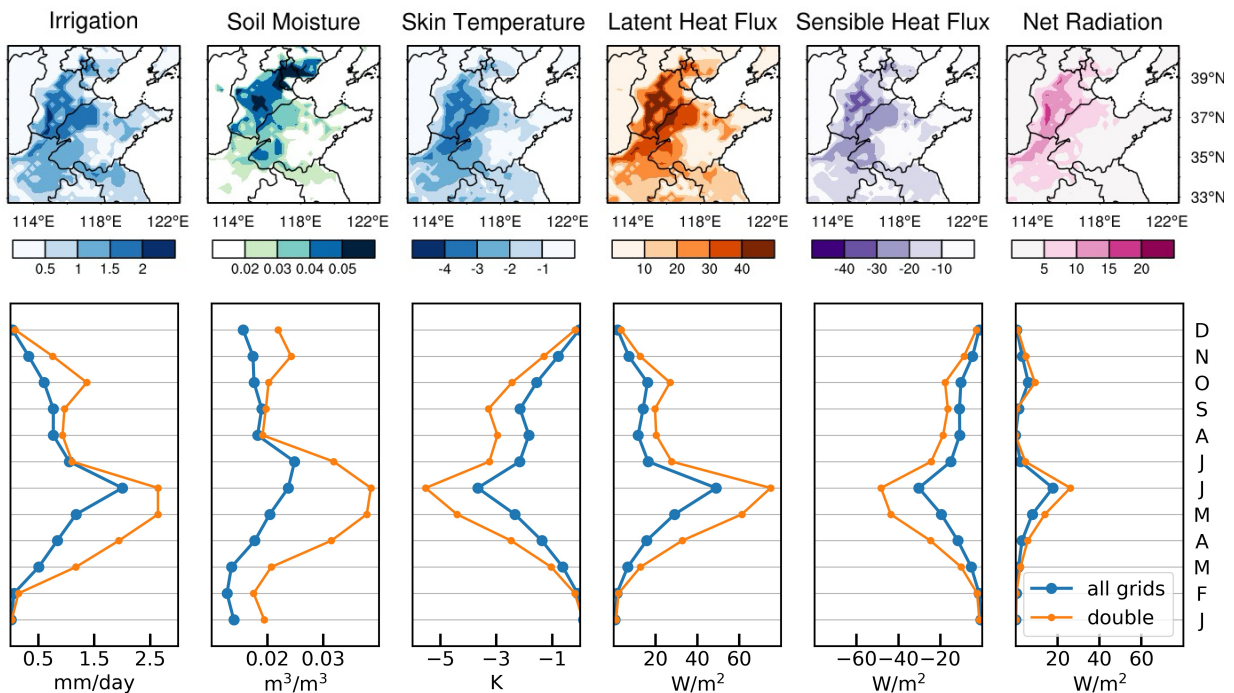 Irrigation Soil Moisture Skin Temperature Latent Heat Flux Sensible Heat Flux Net Radiation
39°N
37°N
35°N
33°N
114°E 118°E 122°E 114°E 118°E 122°E 114°E 118°E 122°E 114°E 118°E 122°E 114°E 118°E 122°E 114°E 118°E 122°E
0.5 1 1.5 2 0.02 0.03 0.04 0.05 -4 -3 -2 -1 10 20 30 40 -40 -30 -20 -10 5 10 15 20
D
N
O
S
A
J
J
M
A
M
F
J
all grids
double
0.5 1.5 2.5 0.02 0.03 −5 −3 −1 20 40 60 −60 −40 −20 20 60
mm/day m³/m³ K W/m² W/m² W/m²